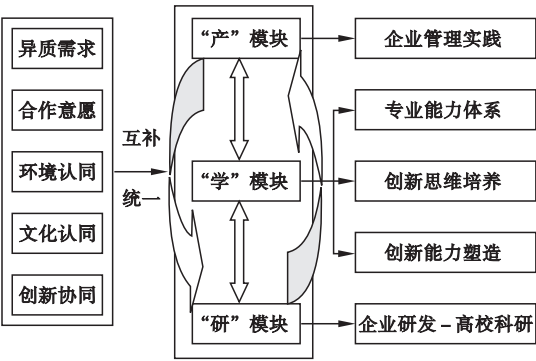 异质需求
合作意愿
环境认同
文化认同
创新协同
互补
统一
“产”模块
“学”模块
“研”模块
企业管理实践
专业能力体系
创新思维培养
创新能力塑造
企业研发－高校科研